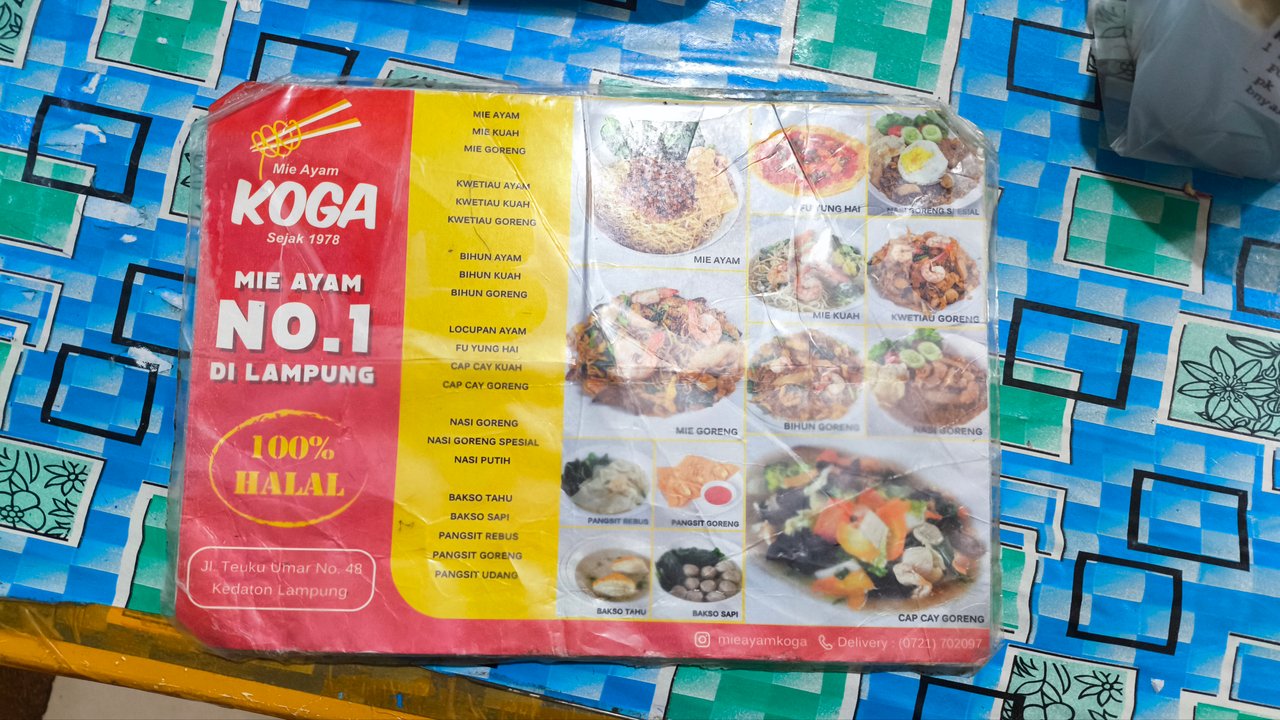 Mie Ayam
KOGA
Sejak 1978
MIE AYAM
NO.1
DI LAMPUNG
100%
HALAL
Jl. Teuku Umar No. 48
Kedaton Lampung
MIE AYAM
MIE KUAH
MIE GORENG
KWETIAU AYAM
KWETIAU KUAH
KWETIAU GORENG
BIHUN AYAM
BIHUN KUAH
BIHUN GORENG
LOCUPAN AYAM
FU YUNG HAI
CAP CAY KUAH
CAP CAY GORENG
NASI GORENG
NASI GORENG SPESIAL
NASI PUTIH
BAKSO TAHU
BAKSO SAPI
PANGSIT REBUS
PANGSIT GORENG
PANGSIT UDANG
MIE AYAM
FU YUNG HAI
NASI GORENG SPESIAL
MIE KUAH
KWETIAU GORENG
MIE GORENG
BIHUN GORENG
NASI GORENG
PANGSIT REBUS
PANGSIT GORENG
BAKSO TAHU
BAKSO SAPI
CAP CAY GORENG
mieayamkoga
Delivery : (0721) 702097